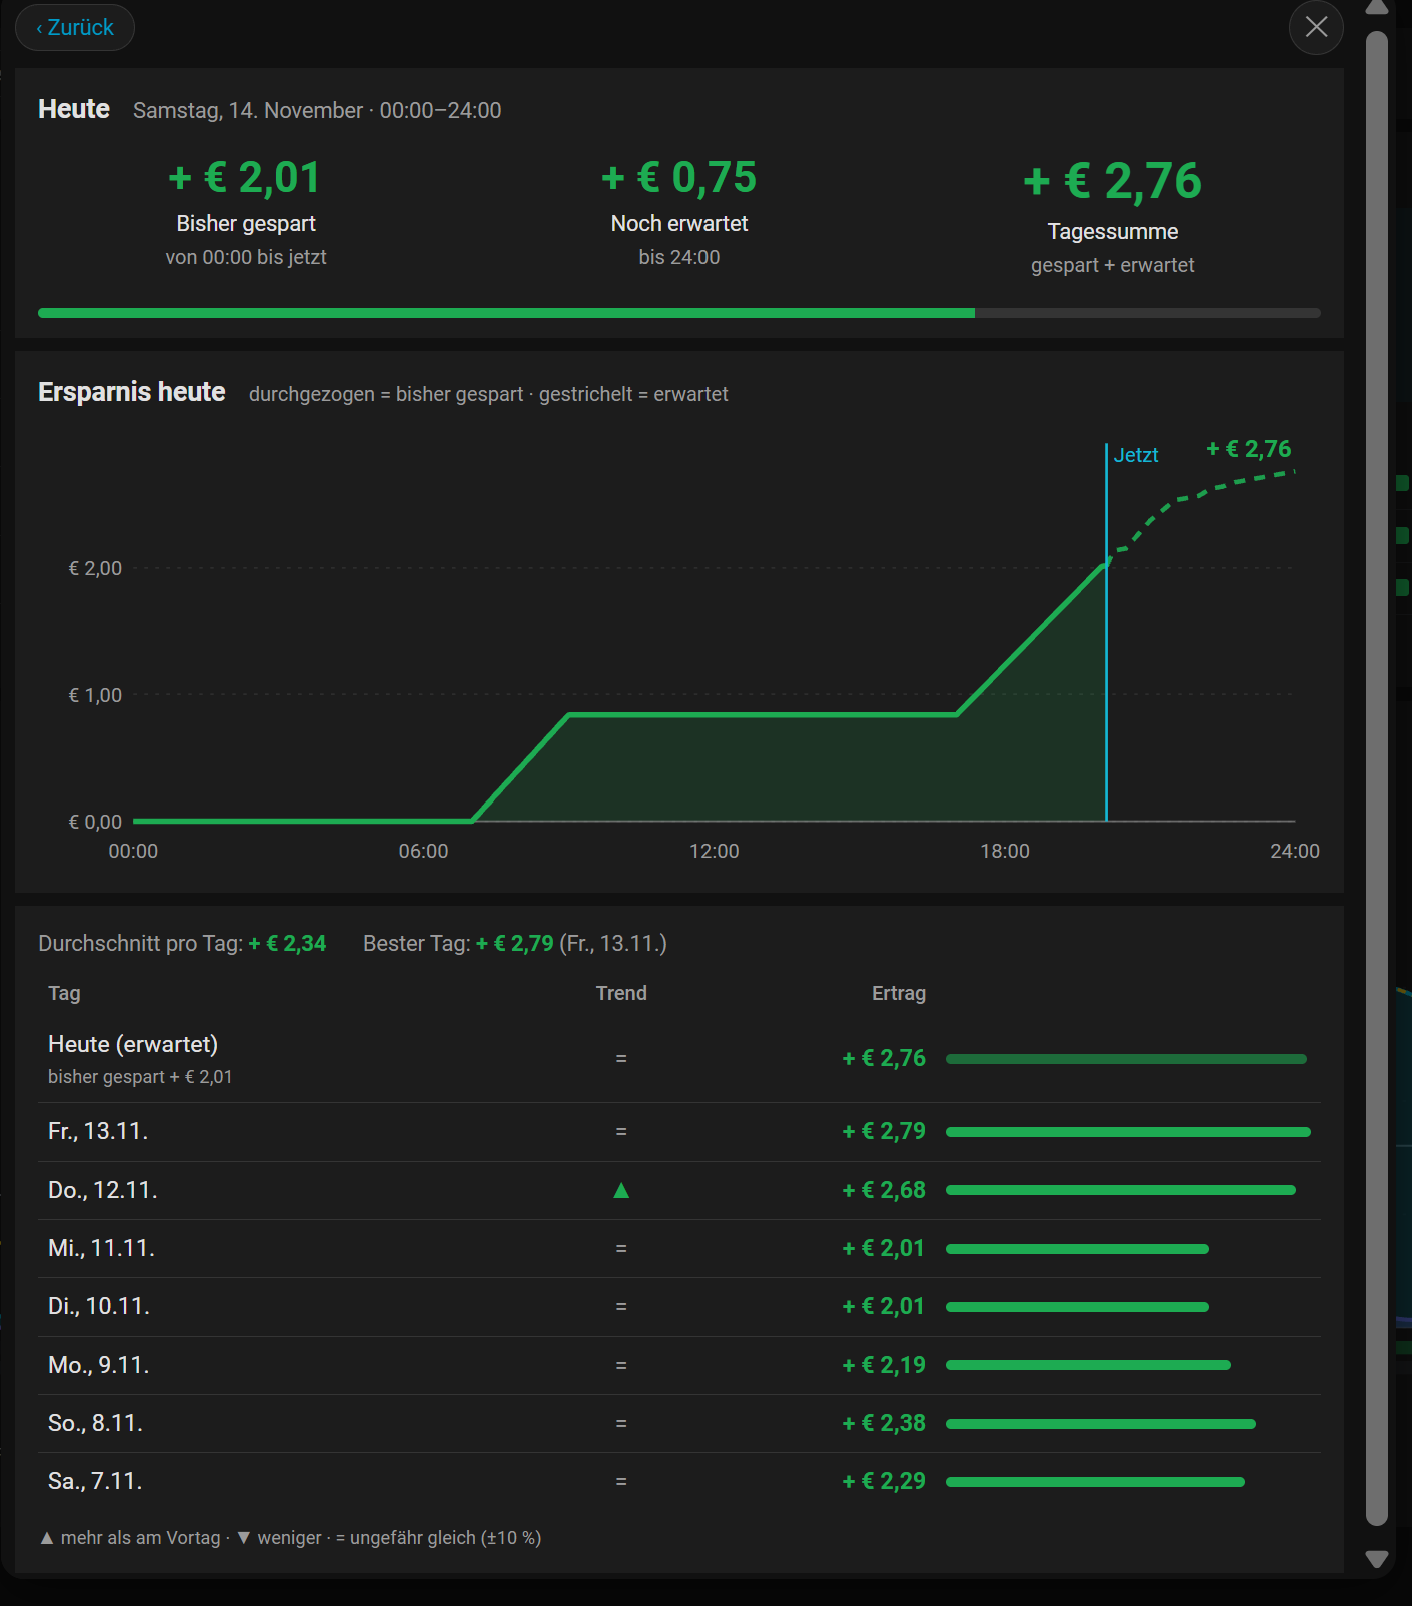 ‹ Zurück
Heute Samstag, 14. November · 00:00–24:00
+ € 2,01 + € 0,75 + € 2,76
Bisher gespart Noch erwartet Tagessumme
von 00:00 bis jetzt bis 24:00 gespart + erwartet
Ersparnis heute durchgezogen = bisher gespart · gestrichelt = erwartet
Jetzt + € 2,76
€ 2,00
€ 1,00
€ 0,00
00:00 06:00 12:00 18:00 24:00
Durchschnitt pro Tag: + € 2,34 Bester Tag: + € 2,79 (Fr., 13.11.)
Tag Trend Ertrag
Heute (erwartet) = + € 2,76
bisher gespart + € 2,01
Fr., 13.11. = + € 2,79
Do., 12.11. ▲ + € 2,68
Mi., 11.11. = + € 2,01
Di., 10.11. = + € 2,01
Mo., 9.11. = + € 2,19
So., 8.11. = + € 2,38
Sa., 7.11. = + € 2,29
▲ mehr als am Vortag · ▼ weniger · = ungefähr gleich (±10 %)